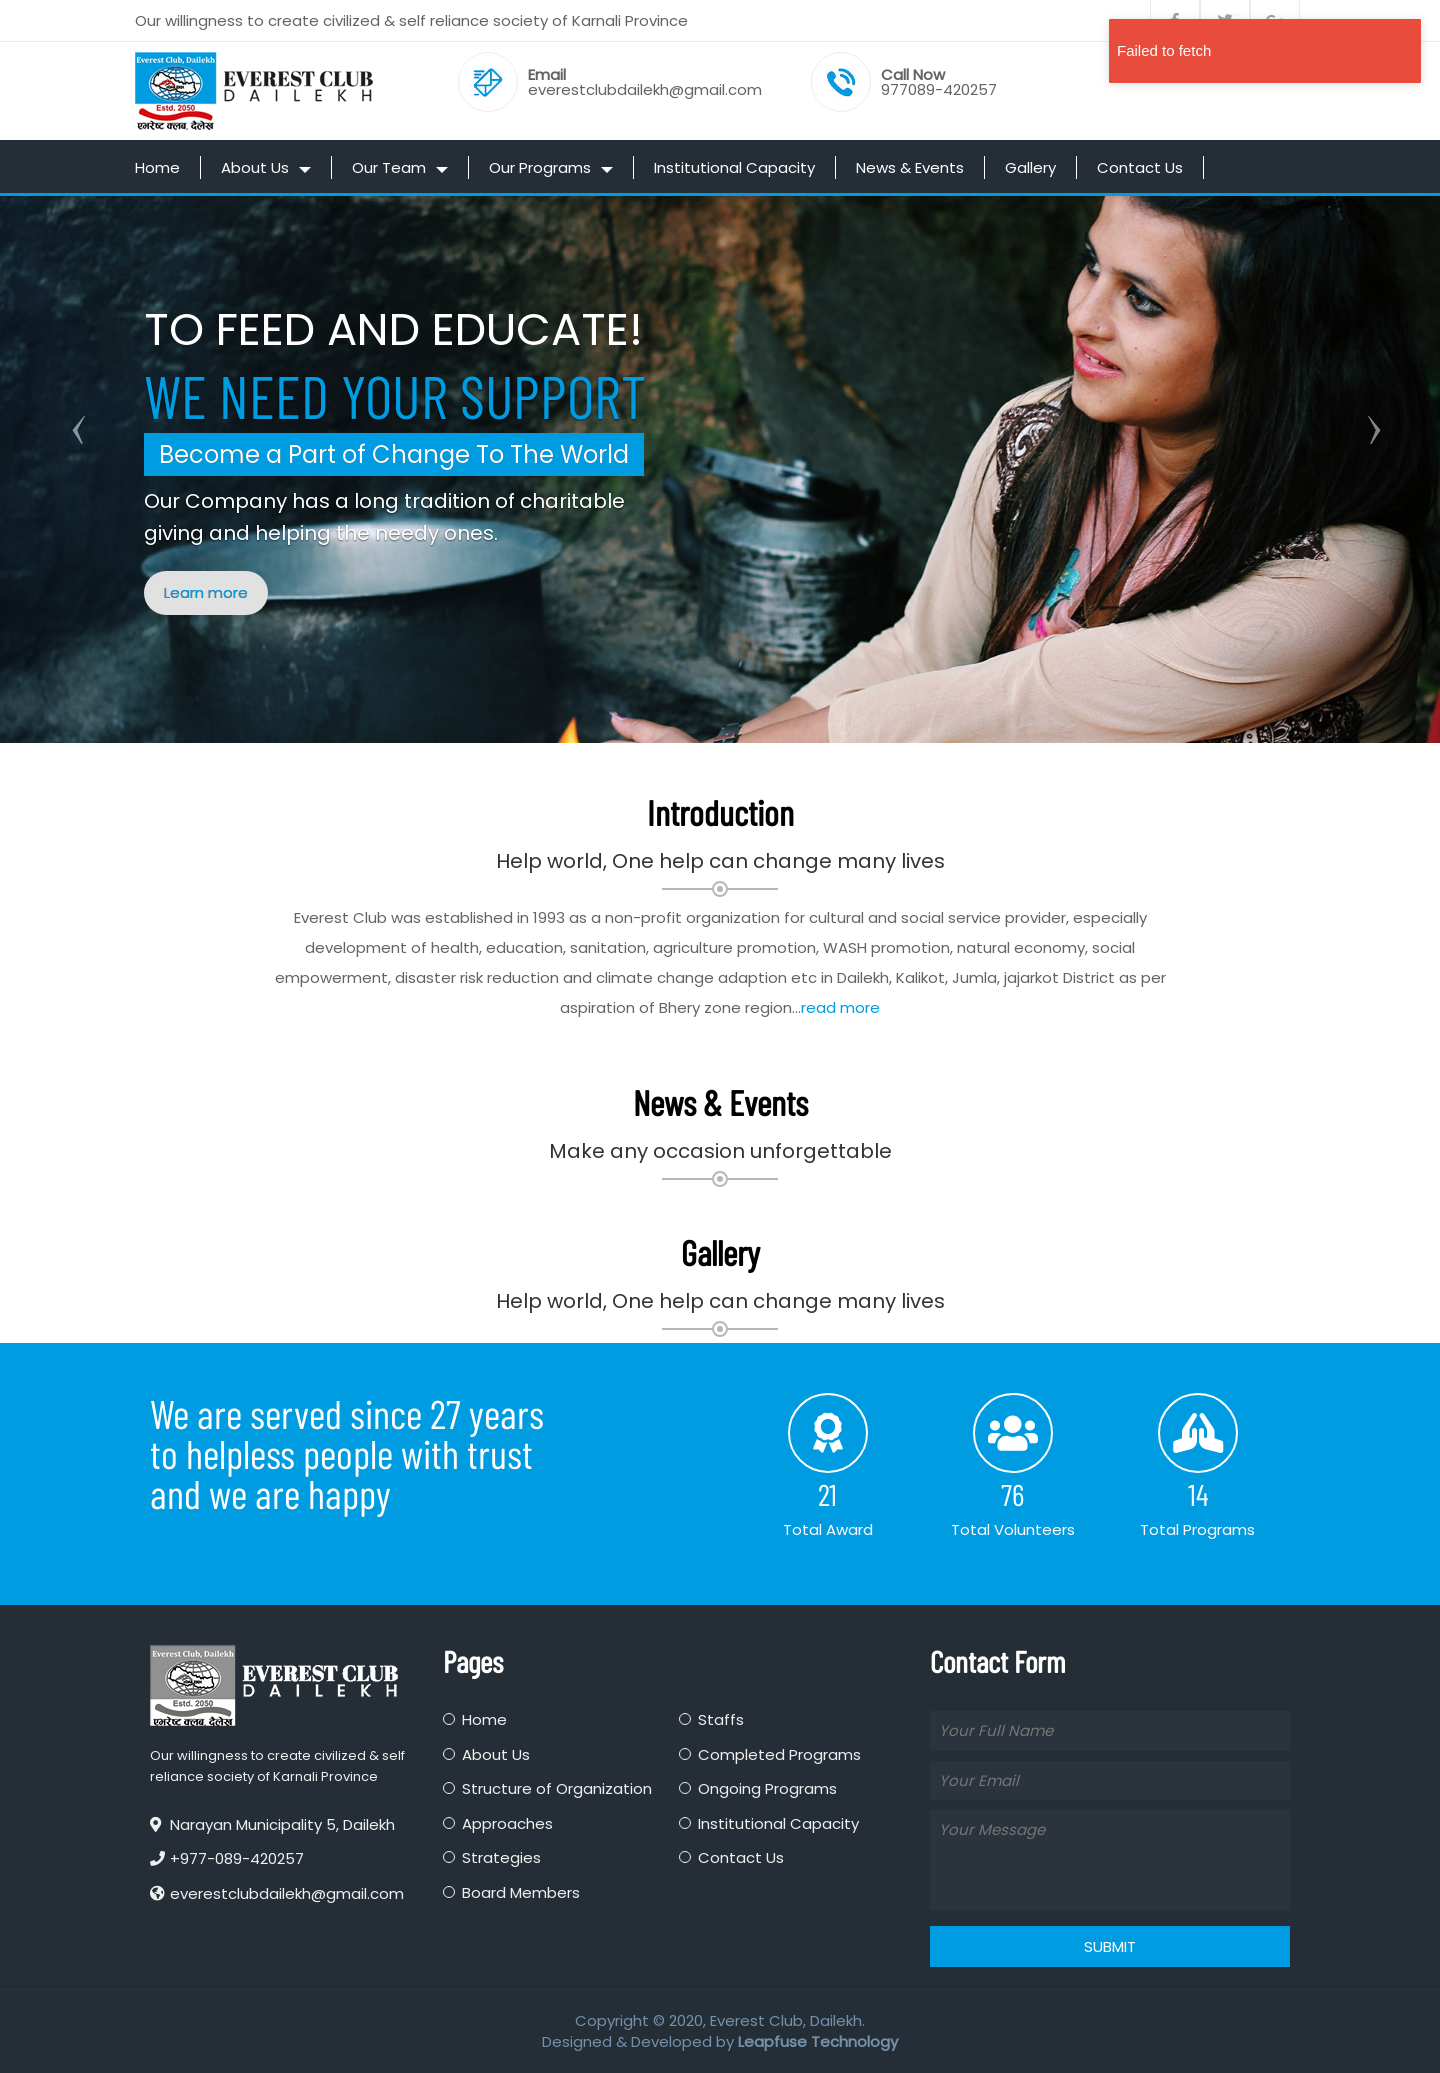 Our willingness to create civilized & self reliance society of Karnali Province
Failed to fetch
Everest Club, Dailekh
Estd. 2050
एभरेष्ट क्लब, दैलेख
EVEREST CLUB
DAILEKH
Email
everestclubdailekh@gmail.com
Call Now
977089-420257
Home
About Us
Our Team
Our Programs
Institutional Capacity
News & Events
Gallery
Contact Us
TO FEED AND EDUCATE!
WE NEED YOUR SUPPORT
Become a Part of Change To The World
Our Company has a long tradition of charitable
giving and helping the needy ones.
Learn more
Introduction
Help world, One help can change many lives
Everest Club was established in 1993 as a non-profit organization for cultural and social service provider, especially
development of health, education, sanitation, agriculture promotion, WASH promotion, natural economy, social
empowerment, disaster risk reduction and climate change adaption etc in Dailekh, Kalikot, Jumla, jajarkot District as per
aspiration of Bhery zone region...read more
News & Events
Make any occasion unforgettable
Gallery
Help world, One help can change many lives
We are served since 27 years
to helpless people with trust
and we are happy
21
Total Award
76
Total Volunteers
14
Total Programs
Everest Club, Dailekh
Estd. 2050
एभरेष्ट क्लब, दैलेख
EVEREST CLUB
DAILEKH
Our willingness to create civilized & self
reliance society of Karnali Province
Narayan Municipality 5, Dailekh
+977-089-420257
everestclubdailekh@gmail.com
Pages
Home
About Us
Structure of Organization
Approaches
Strategies
Board Members
Staffs
Completed Programs
Ongoing Programs
Institutional Capacity
Contact Us
Contact Form
Your Full Name
Your Email
Your Message
SUBMIT
Copyright © 2020, Everest Club, Dailekh.
Designed & Developed by Leapfuse Technology